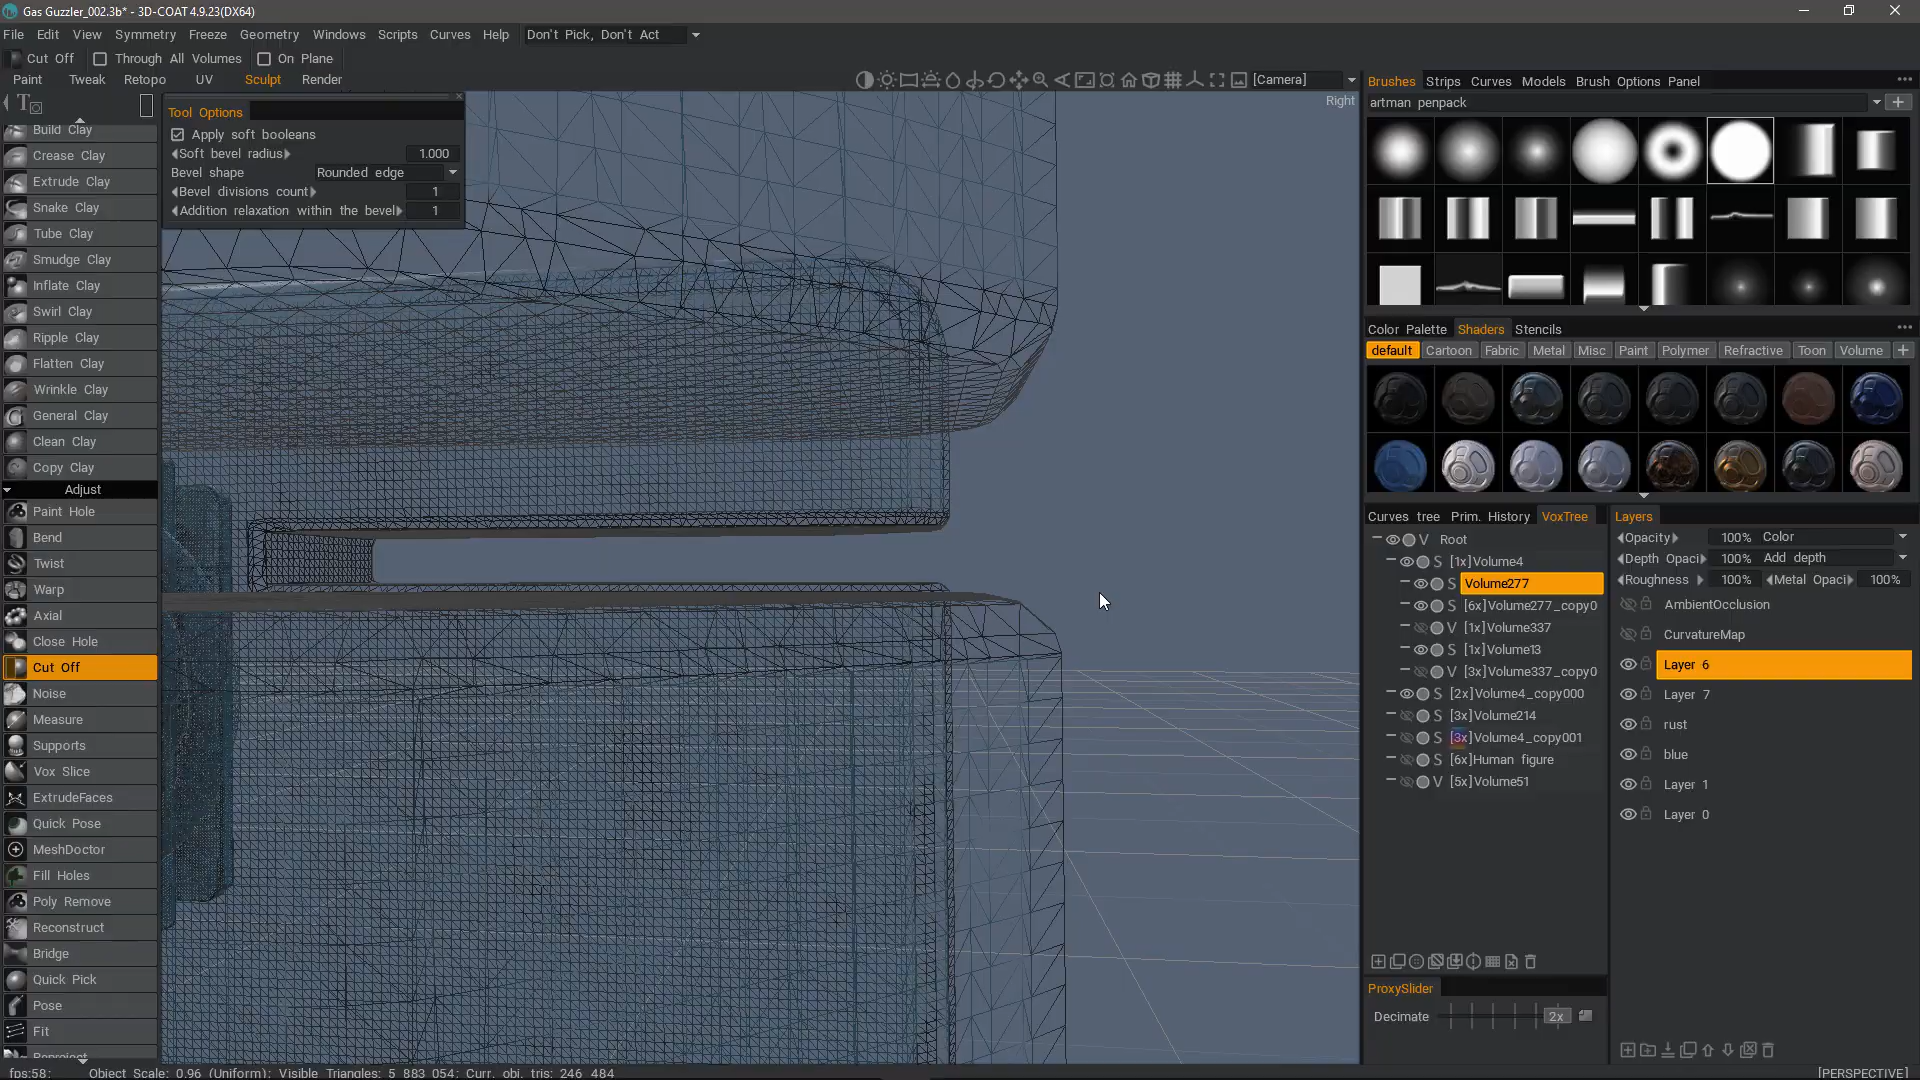 Gas Guzzler_002.3b* - 3D-COAT 4.9.23(DX64)
File Edit View Symmetry Freeze Geometry Windows Scripts Curves Help Don't Pick, Don't Act
Cut Off Through All Volumes On Plane
Paint Tweak Retopo UV Sculpt Render [Camera]
Right
Tool Options
Apply soft booleans
Soft bevel radius 1.000
Bevel shape Rounded edge
Bevel divisions count 1
Addition relaxation within the bevel 1
Build Clay
Crease Clay
Extrude Clay
Snake Clay
Tube Clay
Smudge Clay
Inflate Clay
Swirl Clay
Ripple Clay
Flatten Clay
Wrinkle Clay
General Clay
Clean Clay
Copy Clay
Adjust
Paint Hole
Bend
Twist
Warp
Axial
Close Hole
Cut Off
Noise
Measure
Supports
Vox Slice
ExtrudeFaces
Quick Pose
MeshDoctor
Fill Holes
Poly Remove
Reconstruct
Bridge
Quick Pick
Pose
Fit
Reproject
Brushes Strips Curves Models Brush Options Panel
artman penpack
Color Palette Shaders Stencils
default Cartoon Fabric Metal Misc Paint Polymer Refractive Toon Volume
Curves tree Prim. History VoxTree
V Root
S [1x]Volume4
S Volume277
S [6x]Volume277_copy0
V [1x]Volume337
S [1x]Volume13
V [3x]Volume337_copy0
S [2x]Volume4_copy000
S [3x]Volume214
S [3x]Volume4_copy001
S [6x]Human figure
V [5x]Volume51
ProxySlider
Decimate 2x
Layers
Opacity 100% Color
Depth Opaci 100% Add depth
Roughness 100% Metal Opaci 100%
AmbientOcclusion
CurvatureMap
Layer 6
Layer 7
rust
blue
Layer 1
Layer 0
fps:58; Object Scale: 0.96 (Uniform); Visible Triangles: 5 883 054; Curr. obj. tris: 246 484
[PERSPECTIVE]